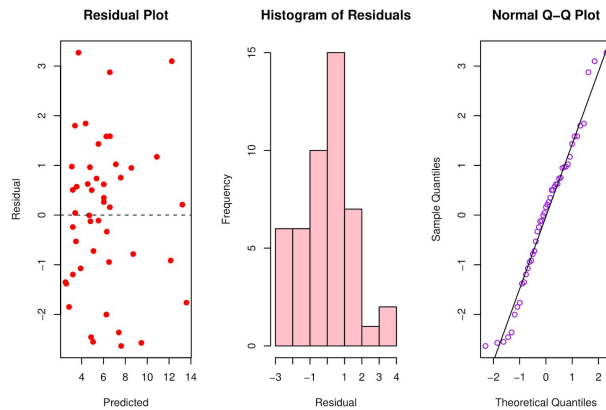 Residual Plot
Residual
3
2
1
0
−1
−2
4 6 8 10 12 14
Predicted
Histogram of Residuals
Frequency
15
10
5
0
−3 −1 1 2 3 4
Residual
Normal Q−Q Plot
Sample Quantiles
3
2
1
0
−1
−2
−2 −1 0 1 2
Theoretical Quantiles